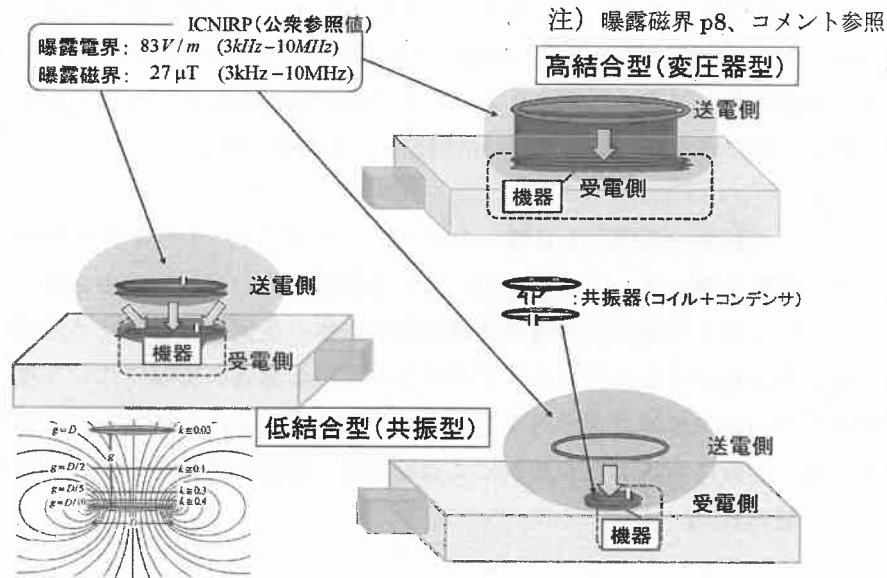 注）曝露磁界 p8、コメント参照
ICNIRP（公衆参照値）
曝露電界： 83V/m （3kHz－10MHz）
曝露磁界： 27μT （3kHz－10MHz）
高結合型（変圧器型）
送電側
受電側
機器
送電側
機器
受電側
：共振器（コイル＋コンデンサ）
低結合型（共振型）
送電側
受電側
機器
g=D k≅0.03
g
g=D/2 k≅0.1
g=D/5 k≅0.3
g=D/10 k≅0.4
D